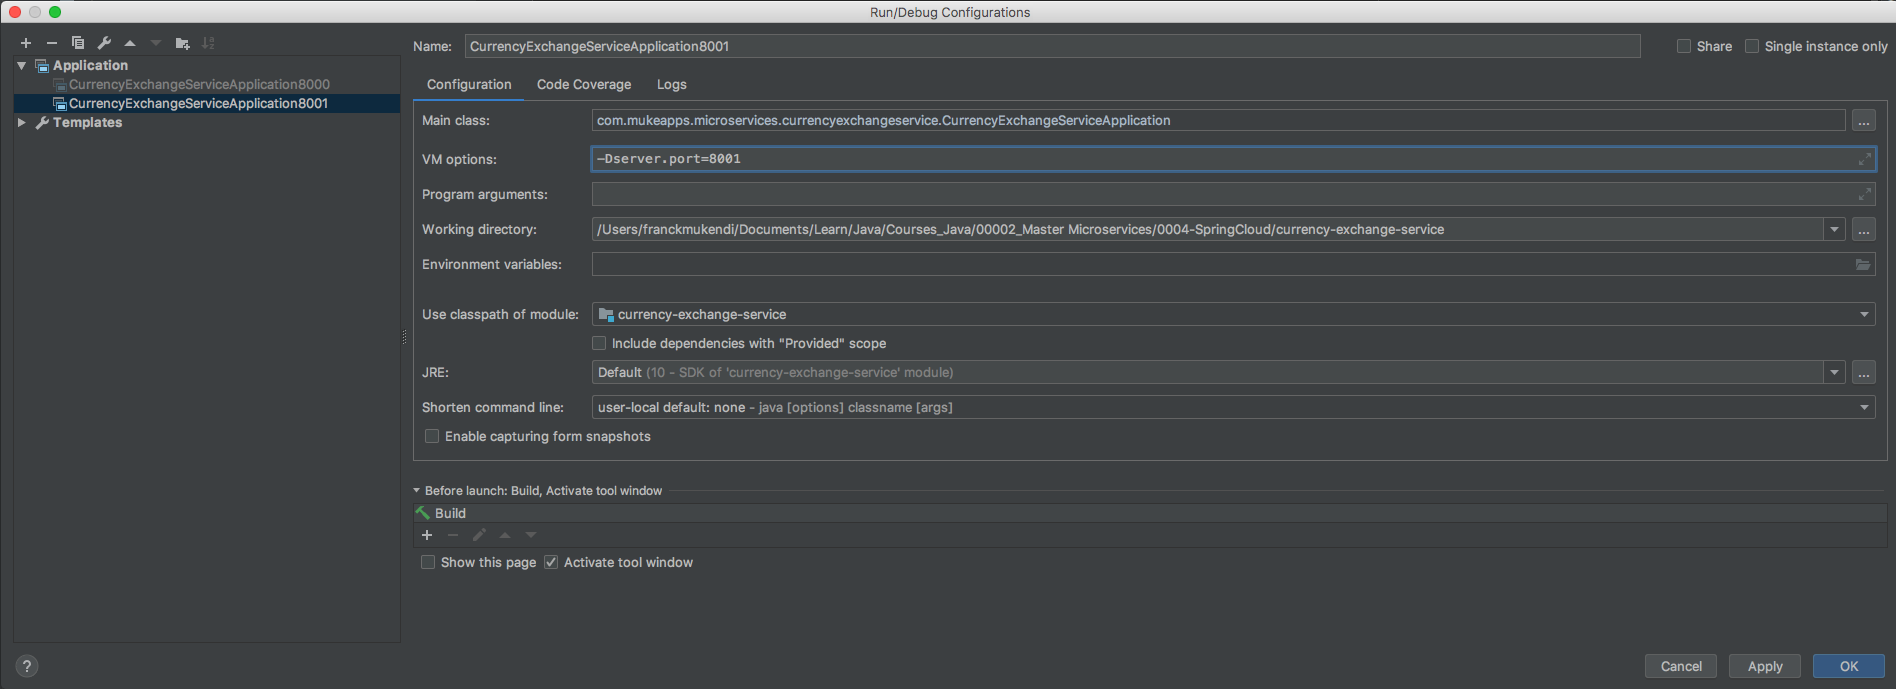 Run/Debug Configurations
Name: CurrencyExchangeServiceApplication8001 Share Single instance only
Application
CurrencyExchangeServiceApplication8000
CurrencyExchangeServiceApplication8001
Templates
Configuration Code Coverage Logs
Main class: com.mukeapps.microservices.currencyexchangeservice.CurrencyExchangeServiceApplication ...
VM options: —Dserver.port=8001
Program arguments:
Working directory: /Users/franckmukendi/Documents/Learn/Java/Courses_Java/00002_Master Microservices/0004-SpringCloud/currency-exchange-service ...
Environment variables:
Use classpath of module: currency-exchange-service
Include dependencies with "Provided" scope
JRE: Default (10 - SDK of 'currency-exchange-service' module) ...
Shorten command line: user-local default: none - java [options] classname [args]
Enable capturing form snapshots
Before launch: Build, Activate tool window
Build
Show this page Activate tool window
? Cancel Apply OK